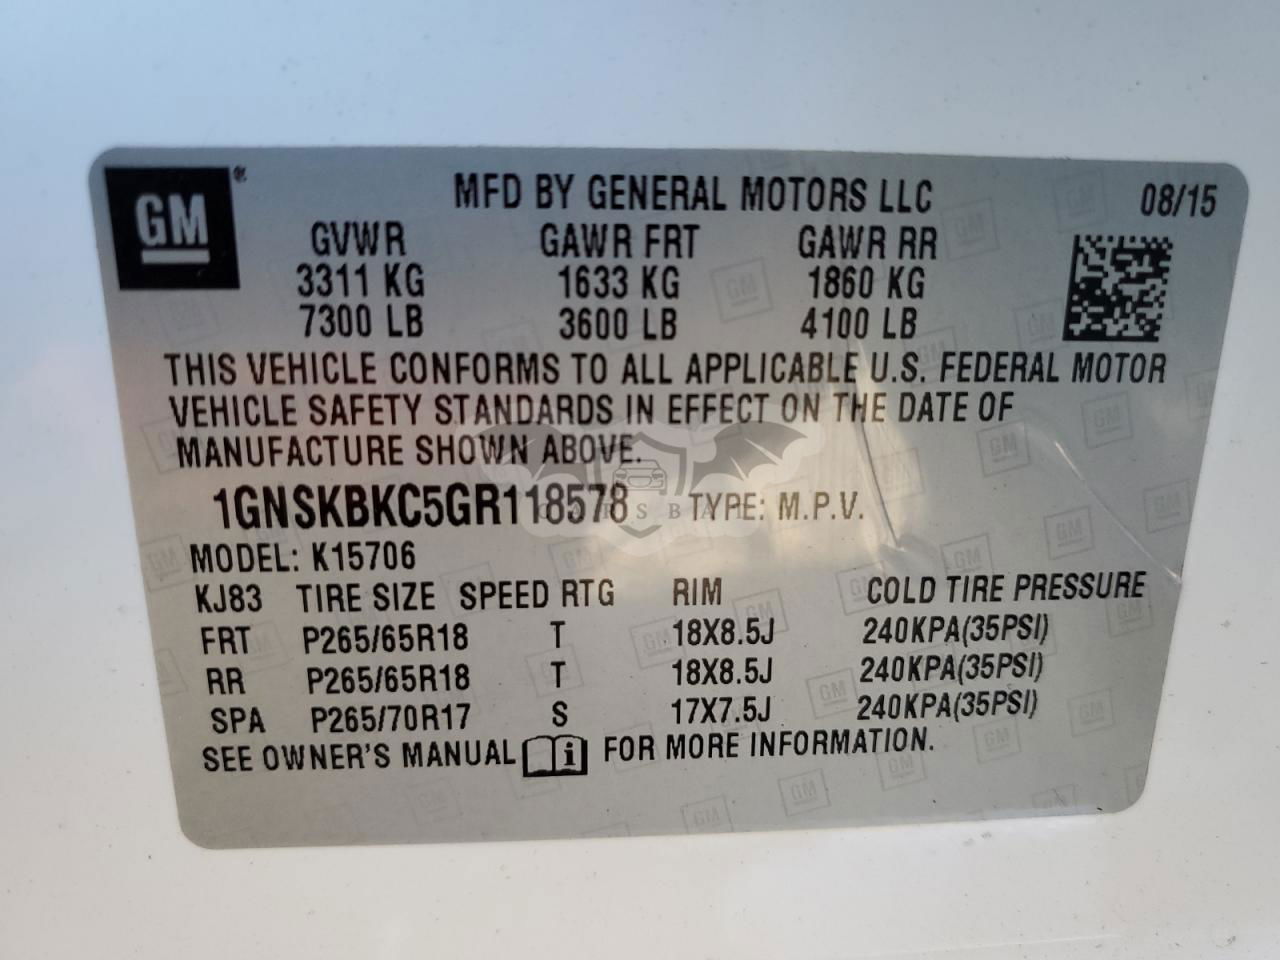 GM®
MFD BY GENERAL MOTORS LLC 08/15
GVWR GAWR FRT GAWR RR
3311 KG 1633 KG 1860 KG
7300 LB 3600 LB 4100 LB
THIS VEHICLE CONFORMS TO ALL APPLICABLE U.S. FEDERAL MOTOR
VEHICLE SAFETY STANDARDS IN EFFECT ON THE DATE OF
MANUFACTURE SHOWN ABOVE.
1GNSKBKC5GR118578 TYPE: M.P.V.
MODEL: K15706
KJ83 TIRE SIZE SPEED RTG RIM COLD TIRE PRESSURE
FRT P265/65R18 T 18X8.5J 240KPA(35PSI)
RR P265/65R18 T 18X8.5J 240KPA(35PSI)
SPA P265/70R17 S 17X7.5J 240KPA(35PSI)
SEE OWNER'S MANUAL FOR MORE INFORMATION.